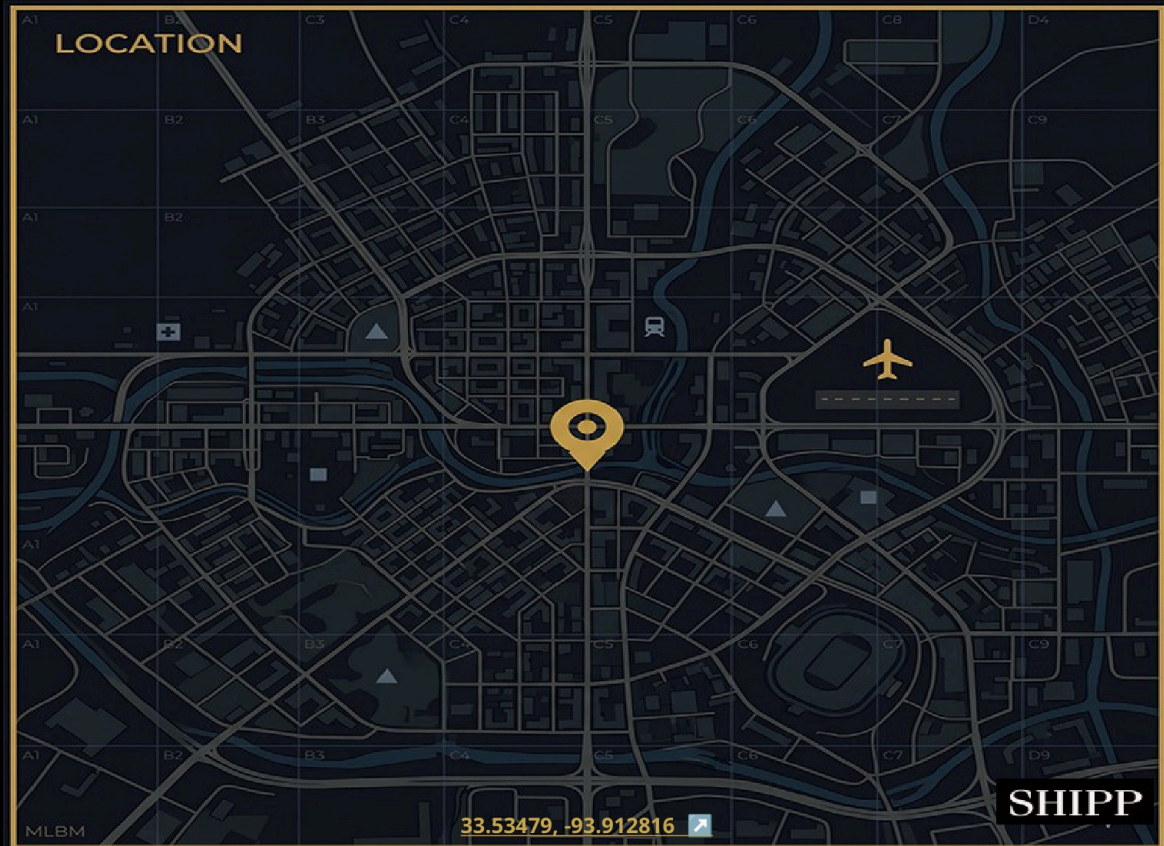 A1 B2 C3 C4 C5 C6 C8 D4
LOCATION
A1 B2 B3 C4 C5 C6 C7 C9
A1 B2
A1
A1
A1 B2 B3 C4 C5 C6 C7 C9
A1 B2 B3 C4 C5 C6 C7 D9
SHIPP
33.53479, -93.912816
MLBM